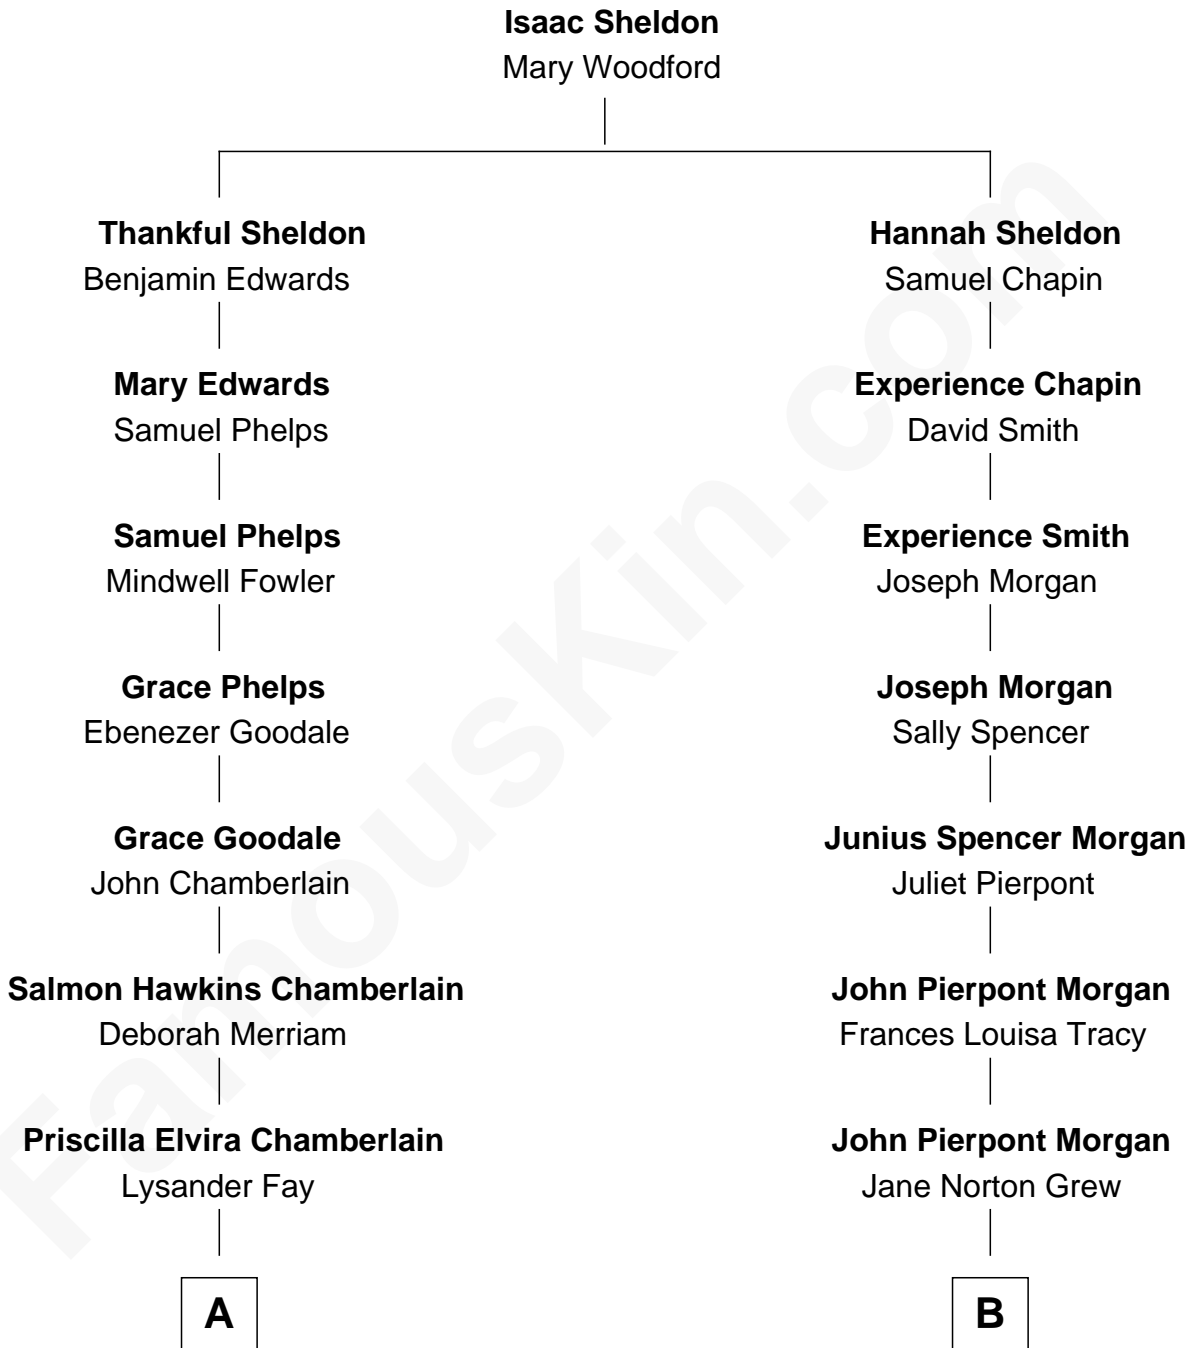 Isaac Sheldon
Mary Woodford
Thankful Sheldon
Benjamin Edwards
Hannah Sheldon
Samuel Chapin
Mary Edwards
Samuel Phelps
Experience Chapin
David Smith
Samuel Phelps
Mindwell Fowler
Experience Smith
Joseph Morgan
Grace Phelps
Ebenezer Goodale
Joseph Morgan
Sally Spencer
Grace Goodale
John Chamberlain
Junius Spencer Morgan
Juliet Pierpont
Salmon Hawkins Chamberlain
Deborah Merriam
John Pierpont Morgan
Frances Louisa Tracy
Priscilla Elvira Chamberlain
Lysander Fay
John Pierpont Morgan
Jane Norton Grew
A
B
FamousKin.com